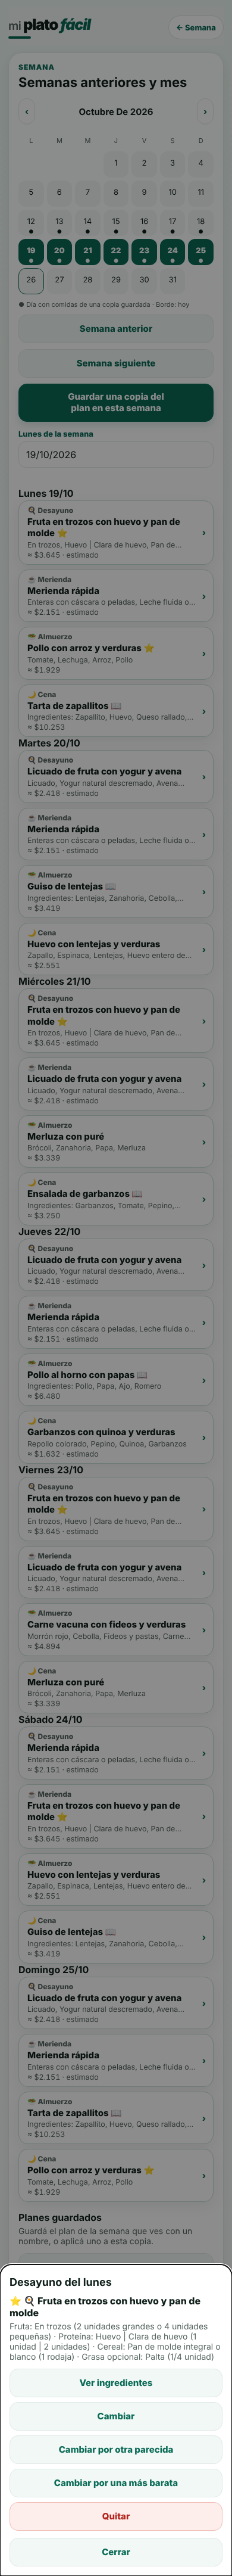 mi plato fácil
← Semana
SEMANA
Semanas anteriores y mes
‹ Octubre De 2026 ›
L M M J V S D
1 2 3 4
5 6 7 8 9 10 11
12 13 14 15 16 17 18
19 20 21 22 23 24 25
26 27 28 29 30 31
● Día con comidas de una copia guardada · Borde: hoy
Semana anterior
Semana siguiente
Guardar una copia del
plan en esta semana
Lunes de la semana
19/10/2026
Lunes 19/10
Desayuno
Fruta en trozos con huevo y pan de
molde ⭐
En trozos, Huevo | Clara de huevo, Pan de...
≈ $3.645 · estimado
Merienda
Merienda rápida
Enteras con cáscara o peladas, Leche fluida o...
≈ $2.151 · estimado
Almuerzo
Pollo con arroz y verduras ⭐
Tomate, Lechuga, Arroz, Pollo
≈ $1.929
Cena
Tarta de zapallitos 📖
Ingredientes: Zapallito, Huevo, Queso rallado,...
≈ $10.253
Martes 20/10
Desayuno
Licuado de fruta con yogur y avena
Licuado, Yogur natural descremado, Avena...
≈ $2.418 · estimado
Merienda
Merienda rápida
Enteras con cáscara o peladas, Leche fluida o...
≈ $2.151 · estimado
Almuerzo
Guiso de lentejas 📖
Ingredientes: Lentejas, Zanahoria, Cebolla,...
≈ $3.419
Cena
Huevo con lentejas y verduras
Zapallo, Espinaca, Lentejas, Huevo entero de...
≈ $2.551
Miércoles 21/10
Desayuno
Fruta en trozos con huevo y pan de
molde ⭐
En trozos, Huevo | Clara de huevo, Pan de...
≈ $3.645 · estimado
Merienda
Licuado de fruta con yogur y avena
Licuado, Yogur natural descremado, Avena...
≈ $2.418 · estimado
Almuerzo
Merluza con puré
Brócoli, Zanahoria, Papa, Merluza
≈ $3.339
Cena
Ensalada de garbanzos 📖
Ingredientes: Garbanzos, Tomate, Pepino,...
≈ $3.250
Jueves 22/10
Desayuno
Licuado de fruta con yogur y avena
Licuado, Yogur natural descremado, Avena...
≈ $2.418 · estimado
Merienda
Merienda rápida
Enteras con cáscara o peladas, Leche fluida o...
≈ $2.151 · estimado
Almuerzo
Pollo al horno con papas 📖
Ingredientes: Pollo, Papa, Ajo, Romero
≈ $6.480
Cena
Garbanzos con quinoa y verduras
Repollo colorado, Pepino, Quinoa, Garbanzos
≈ $1.632 · estimado
Viernes 23/10
Desayuno
Fruta en trozos con huevo y pan de
molde ⭐
En trozos, Huevo | Clara de huevo, Pan de...
≈ $3.645 · estimado
Merienda
Licuado de fruta con yogur y avena
Licuado, Yogur natural descremado, Avena...
≈ $2.418 · estimado
Almuerzo
Carne vacuna con fideos y verduras
Morrón rojo, Cebolla, Fideos y pastas, Carne...
≈ $4.894
Cena
Merluza con puré
Brócoli, Zanahoria, Papa, Merluza
≈ $3.339
Sábado 24/10
Desayuno
Merienda rápida
Enteras con cáscara o peladas, Leche fluida o...
≈ $2.151 · estimado
Merienda
Fruta en trozos con huevo y pan de
molde ⭐
En trozos, Huevo | Clara de huevo, Pan de...
≈ $3.645 · estimado
Almuerzo
Huevo con lentejas y verduras
Zapallo, Espinaca, Lentejas, Huevo entero de...
≈ $2.551
Cena
Guiso de lentejas 📖
Ingredientes: Lentejas, Zanahoria, Cebolla,...
≈ $3.419
Domingo 25/10
Desayuno
Licuado de fruta con yogur y avena
Licuado, Yogur natural descremado, Avena...
≈ $2.418 · estimado
Merienda
Merienda rápida
Enteras con cáscara o peladas, Leche fluida o...
≈ $2.151 · estimado
Almuerzo
Tarta de zapallitos 📖
Ingredientes: Zapallito, Huevo, Queso rallado,...
≈ $10.253
Cena
Pollo con arroz y verduras ⭐
Tomate, Lechuga, Arroz, Pollo
≈ $1.929
Planes guardados
Guardá el plan de la semana que ves con un
nombre, o aplicá uno a esta copia.
Desayuno del lunes
⭐ 🍳 Fruta en trozos con huevo y pan de
molde
Fruta: En trozos (2 unidades grandes o 4 unidades
pequeñas) · Proteína: Huevo | Clara de huevo (1
unidad | 2 unidades) · Cereal: Pan de molde integral o
blanco (1 rodaja) · Grasa opcional: Palta (1/4 unidad)
Ver ingredientes
Cambiar
Cambiar por otra parecida
Cambiar por una más barata
Quitar
Cerrar